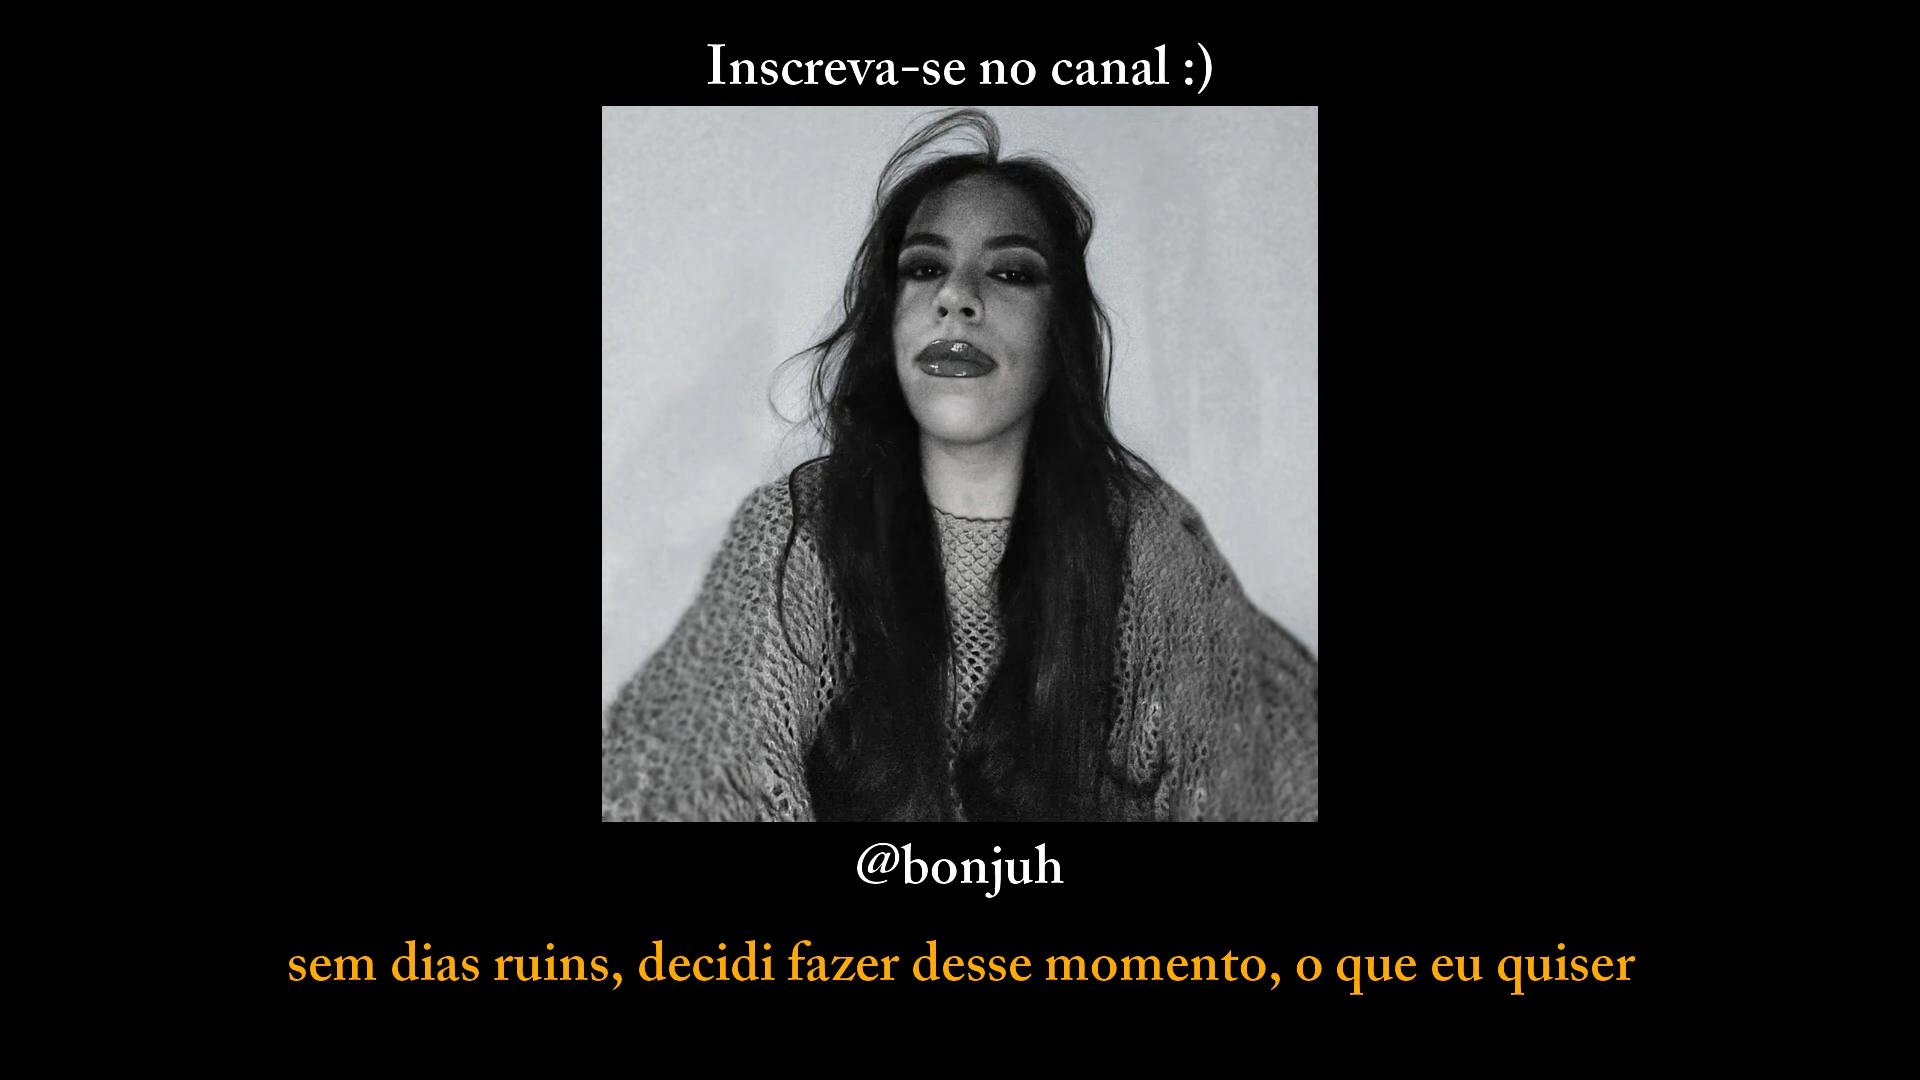 Inscreva-se no canal :)
@bonjuh
sem dias ruins, decidi fazer desse momento, o que eu quiser